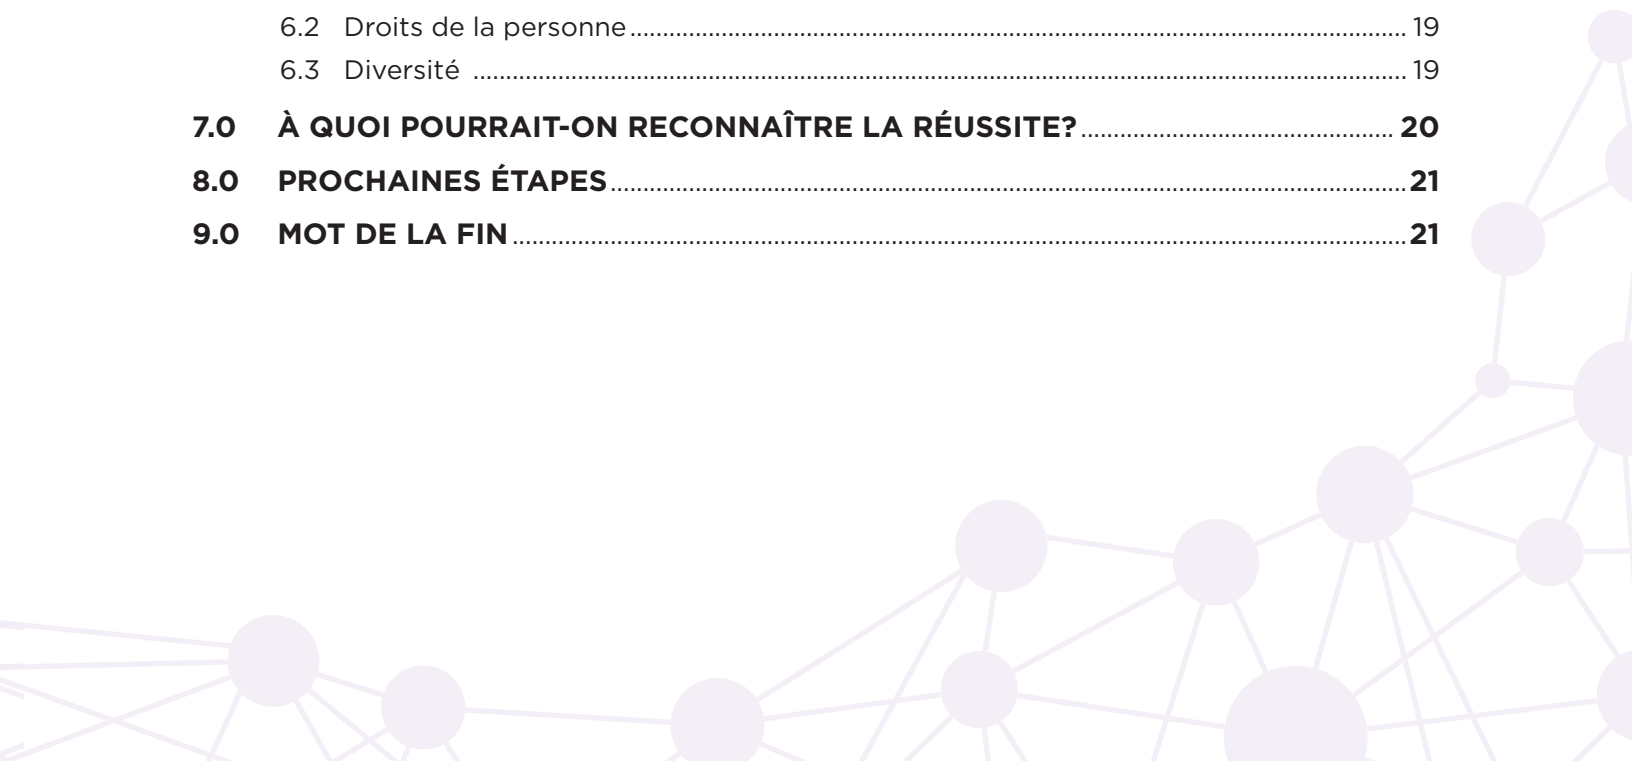 6.2 Droits de la personne 19
6.3 Diversité 19
7.0 À QUOI POURRAIT-ON RECONNAÎTRE LA RÉUSSITE? 20
8.0 PROCHAINES ÉTAPES 21
9.0 MOT DE LA FIN 21